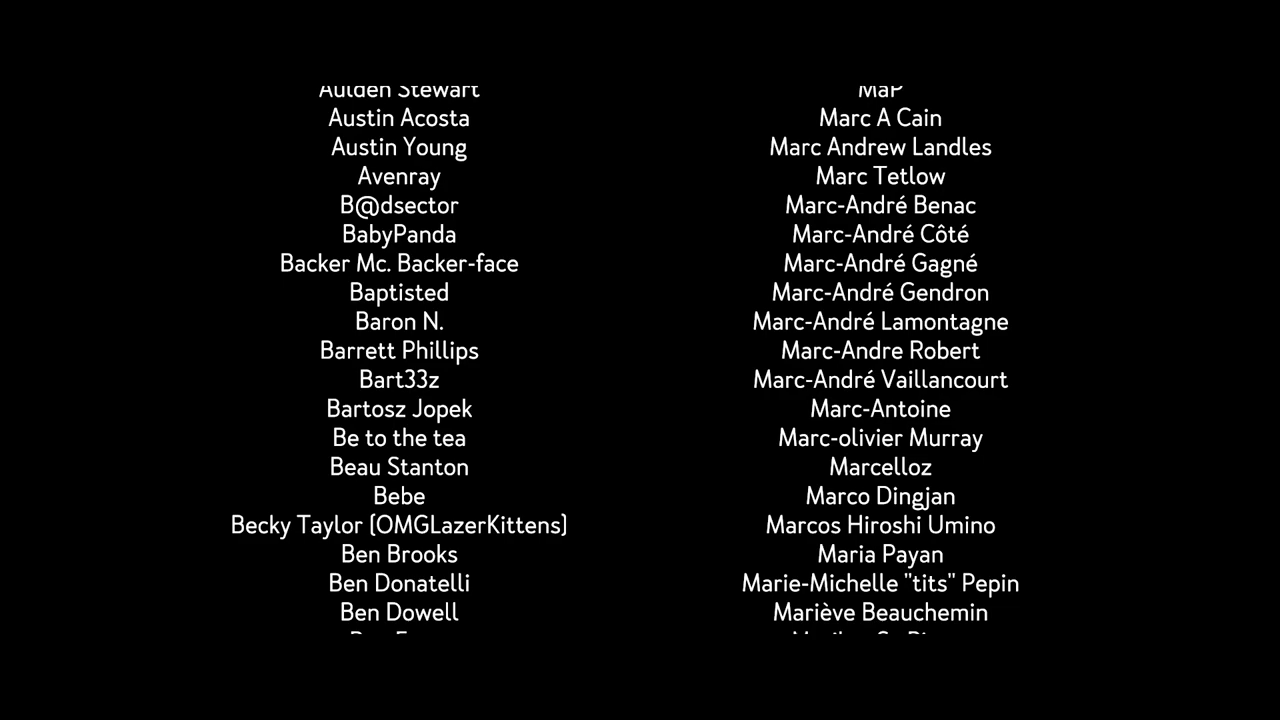 Aulden Stewart
Austin Acosta
Austin Young
Avenray
B@dsector
BabyPanda
Backer Mc. Backer-face
Baptisted
Baron N.
Barrett Phillips
Bart33z
Bartosz Jopek
Be to the tea
Beau Stanton
Bebe
Becky Taylor (OMGLazerKittens)
Ben Brooks
Ben Donatelli
Ben Dowell
MaP
Marc A Cain
Marc Andrew Landles
Marc Tetlow
Marc-André Benac
Marc-André Côté
Marc-André Gagné
Marc-André Gendron
Marc-André Lamontagne
Marc-Andre Robert
Marc-André Vaillancourt
Marc-Antoine
Marc-olivier Murray
Marcelloz
Marco Dingjan
Marcos Hiroshi Umino
Maria Payan
Marie-Michelle "tits" Pepin
Mariève Beauchemin